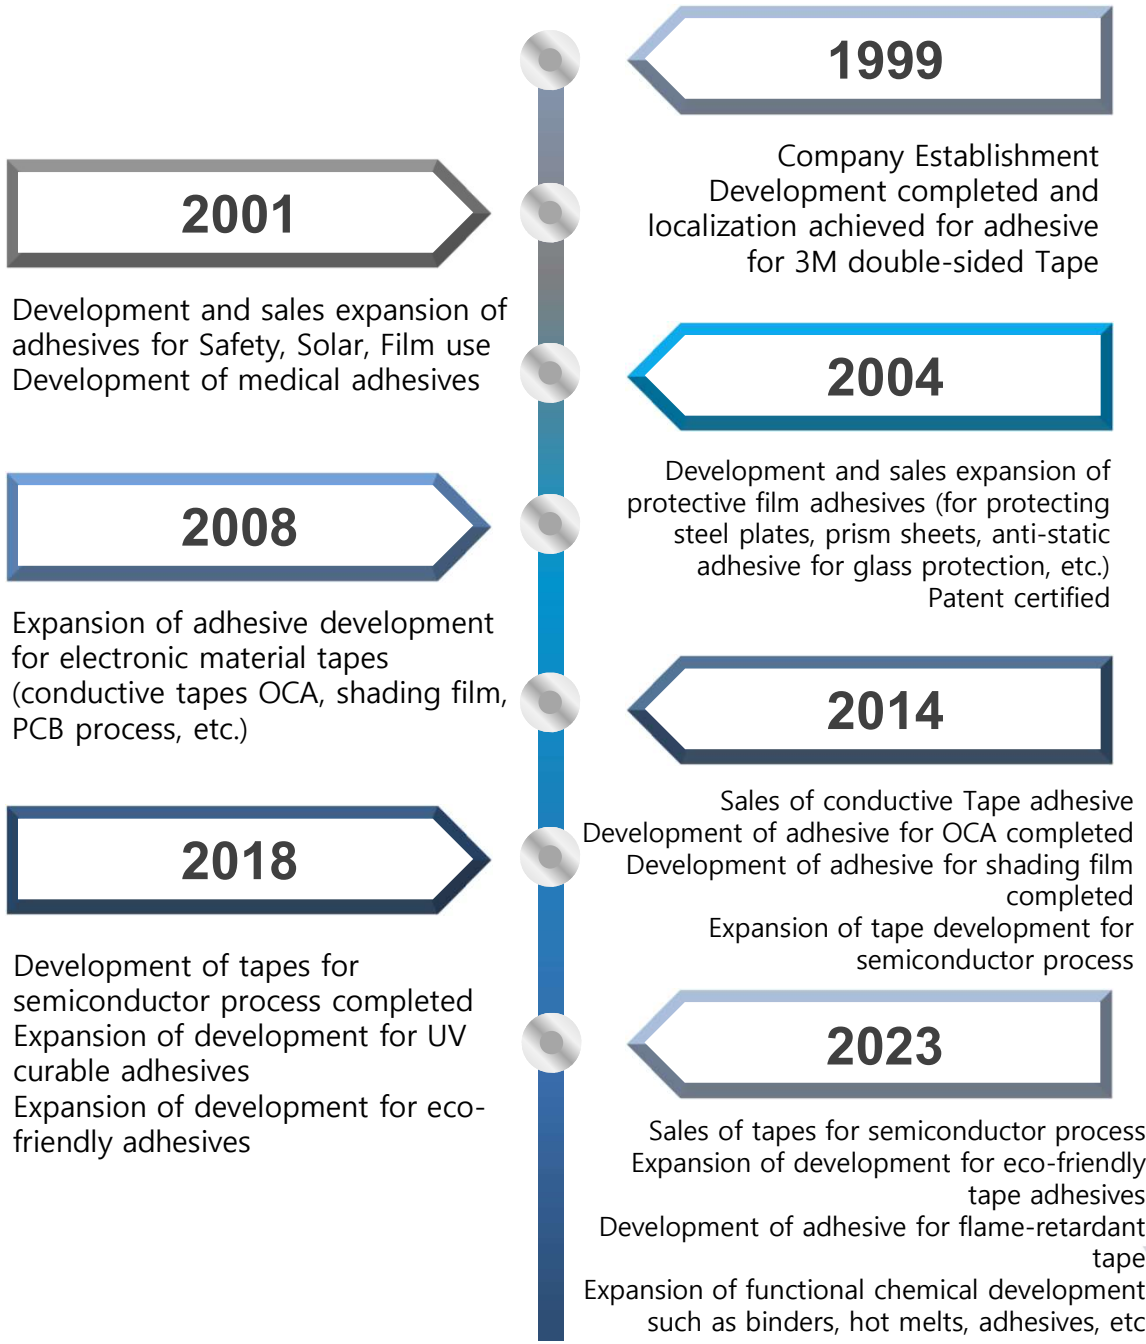 1999
Company Establishment
Development completed and
localization achieved for adhesive
for 3M double-sided Tape
2001
Development and sales expansion of
adhesives for Safety, Solar, Film use
Development of medical adhesives
2004
Development and sales expansion of
protective film adhesives (for protecting
steel plates, prism sheets, anti-static
adhesive for glass protection, etc.)
Patent certified
2008
Expansion of adhesive development
for electronic material tapes
(conductive tapes OCA, shading film,
PCB process, etc.)
2014
Sales of conductive Tape adhesive
Development of adhesive for OCA completed
Development of adhesive for shading film
completed
Expansion of tape development for
semiconductor process
2018
Development of tapes for
semiconductor process completed
Expansion of development for UV
curable adhesives
Expansion of development for eco-
friendly adhesives
2023
Sales of tapes for semiconductor process
Expansion of development for eco-friendly
tape adhesives
Development of adhesive for flame-retardant
tape
Expansion of functional chemical development
such as binders, hot melts, adhesives, etc